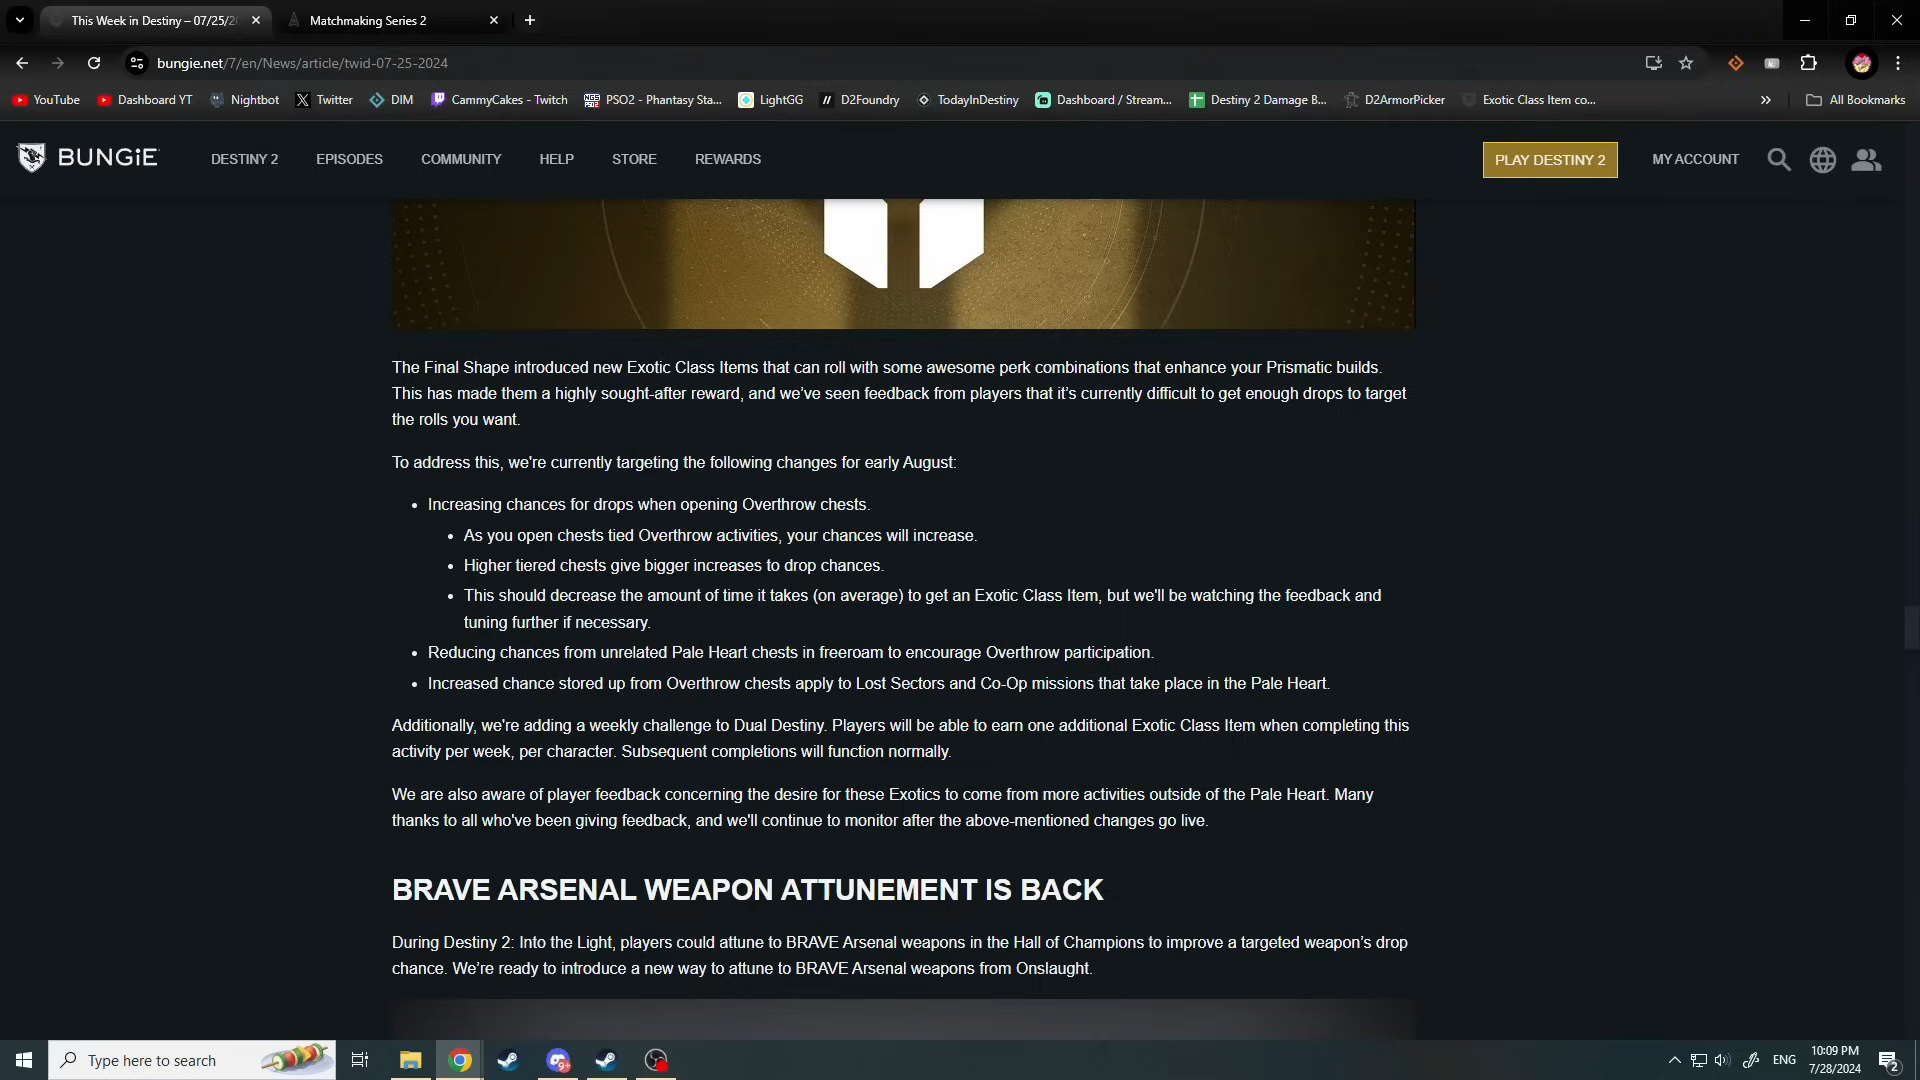 This Week in Destiny – 07/25/2
Matchmaking Series 2
bungie.net/7/en/News/article/twid-07-25-2024
YouTube
Dashboard YT
Nightbot
Twitter
DIM
CammyCakes - Twitch
PSO2 - Phantasy Sta...
LightGG
D2Foundry
TodayInDestiny
Dashboard / Stream...
Destiny 2 Damage B...
D2ArmorPicker
Exotic Class Item co...
All Bookmarks
BUNGiE
DESTINY 2
EPISODES
COMMUNITY
HELP
STORE
REWARDS
PLAY DESTINY 2
MY ACCOUNT
The Final Shape introduced new Exotic Class Items that can roll with some awesome perk combinations that enhance your Prismatic builds.
This has made them a highly sought-after reward, and we’ve seen feedback from players that it’s currently difficult to get enough drops to target
the rolls you want.
To address this, we're currently targeting the following changes for early August:
• Increasing chances for drops when opening Overthrow chests.
• As you open chests tied Overthrow activities, your chances will increase.
• Higher tiered chests give bigger increases to drop chances.
• This should decrease the amount of time it takes (on average) to get an Exotic Class Item, but we'll be watching the feedback and
tuning further if necessary.
• Reducing chances from unrelated Pale Heart chests in freeroam to encourage Overthrow participation.
• Increased chance stored up from Overthrow chests apply to Lost Sectors and Co-Op missions that take place in the Pale Heart.
Additionally, we're adding a weekly challenge to Dual Destiny. Players will be able to earn one additional Exotic Class Item when completing this
activity per week, per character. Subsequent completions will function normally.
We are also aware of player feedback concerning the desire for these Exotics to come from more activities outside of the Pale Heart. Many
thanks to all who've been giving feedback, and we'll continue to monitor after the above-mentioned changes go live.
BRAVE ARSENAL WEAPON ATTUNEMENT IS BACK
During Destiny 2: Into the Light, players could attune to BRAVE Arsenal weapons in the Hall of Champions to improve a targeted weapon’s drop
chance. We’re ready to introduce a new way to attune to BRAVE Arsenal weapons from Onslaught.
Type here to search
9+
ENG
10:09 PM
7/28/2024
2